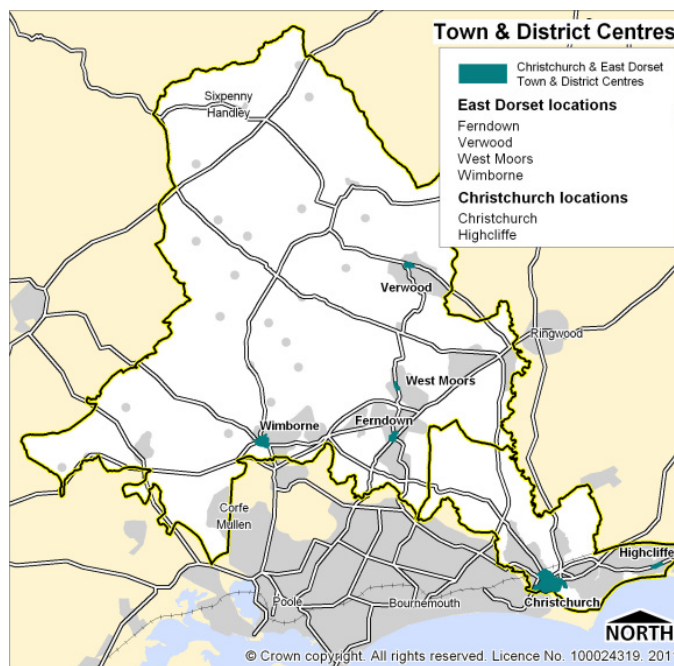 Town & District Centres
Christchurch & East Dorset
Town & District Centres
East Dorset locations
Ferndown
Verwood
West Moors
Wimborne
Christchurch locations
Christchurch
Highcliffe
Sixpenny
Handley
Verwood
Ringwood
West Moors
Wimborne
Ferndown
Corfe
Mullen
Highcliffe
Poole
Bournemouth
Christchurch
NORTH
© Crown copyright. All rights reserved. Licence No. 100024319. 201